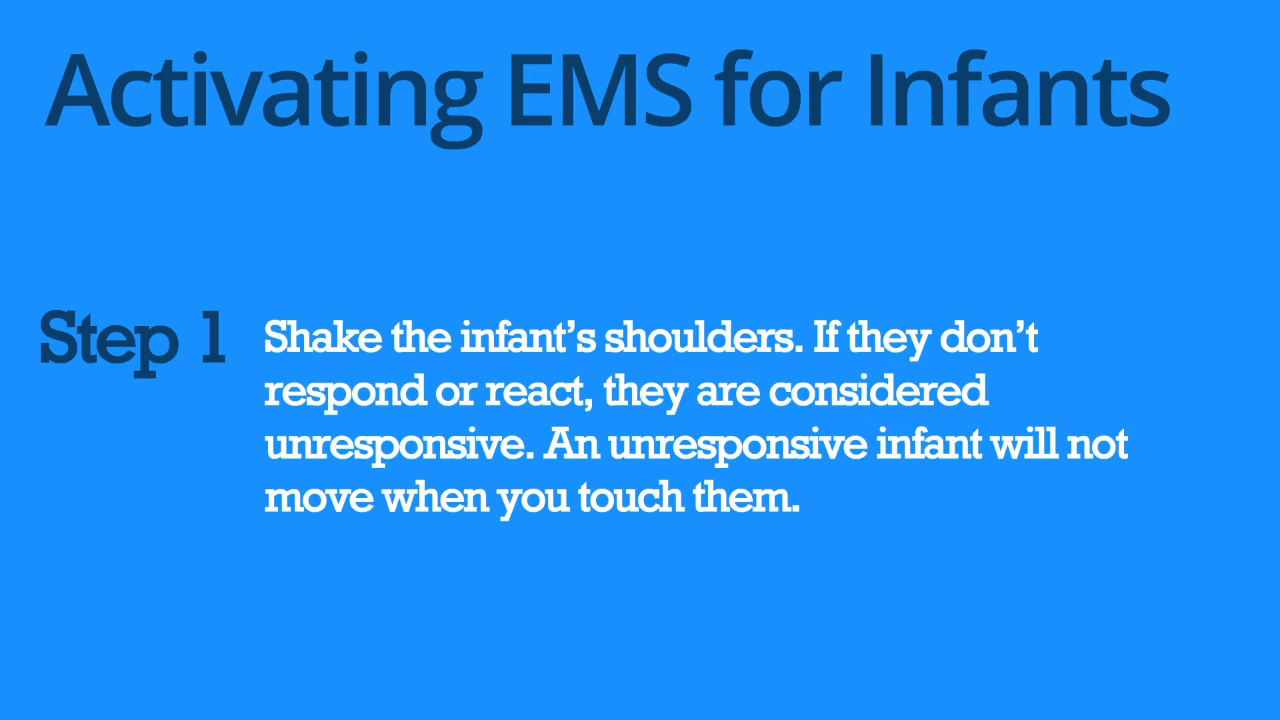 Activating EMS for Infants
Step 1
Shake the infant’s shoulders. If they don’t
respond or react, they are considered
unresponsive. An unresponsive infant will not
move when you touch them.